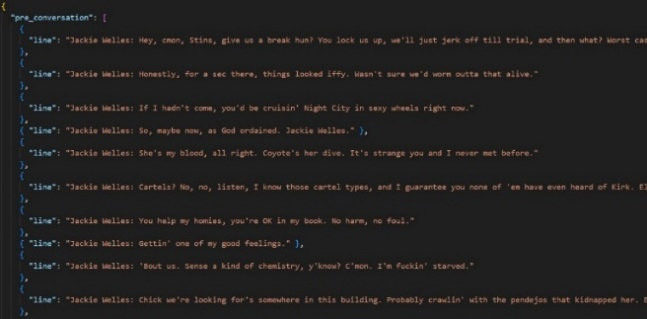 {
"pre_conversation": [
{
"line": "Jackie Welles: Hey, cmon, Stins, give us a break hun? You lock us up, we'll just jerk off till trial, and then what? Worst cas
},
{
"line": "Jackie Welles: Honestly, for a sec there, things looked iffy. Wasn't sure we'd worm outta that alive."
},
{
"line": "Jackie Welles: If I hadn't come, you'd be cruisin' Night City in sexy wheels right now."
},
{ "line": "Jackie Welles: So, maybe now, as God ordained. Jackie Welles." },
{
"line": "Jackie Welles: She's my blood, all right. Coyote's her dive. It's strange you and I never met before."
},
{
"line": "Jackie Welles: Cartels? No, no, listen, I know those cartel types, and I guarantee you none of 'em have even heard of Kirk. El
},
{
"line": "Jackie Welles: You help my homies, you're OK in my book. No harm, no foul."
},
{ "line": "Jackie Welles: Gettin' one of my good feelings." },
{
"line": "Jackie Welles: 'Bout us. Sense a kind of chemistry, y'know? C'mon. I'm fuckin' starved."
},
{
"line": "Jackie Welles: Chick we're looking for's somewhere in this building. Probably crawlin' with the pendejos that kidnapped her.
},